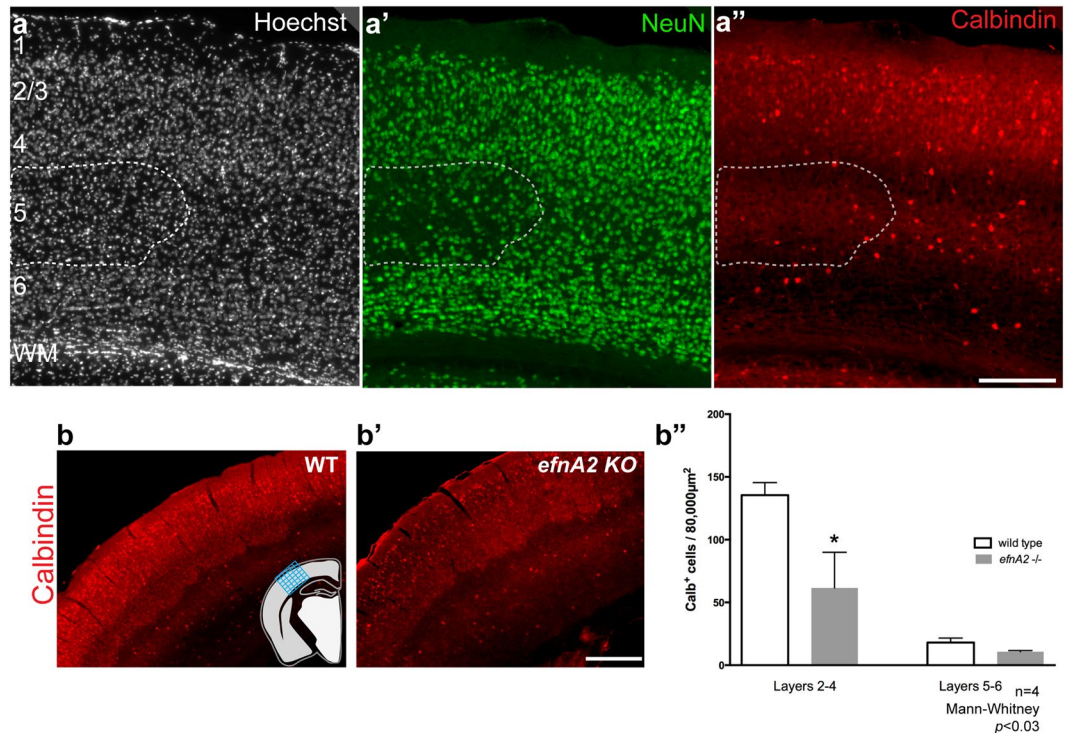 a
Hoechst
1
2/3
4
5
6
WM
a'
NeuN
a"
Calbindin
Calbindin
b
WT
b'
efnA2 KO
b"
Calb⁺ cells / 80,000µm²
200
150
100
50
0
*
wild type
efnA2 -/-
Layers 2-4
Layers 5-6
n=4
Mann-Whitney
p<0.03